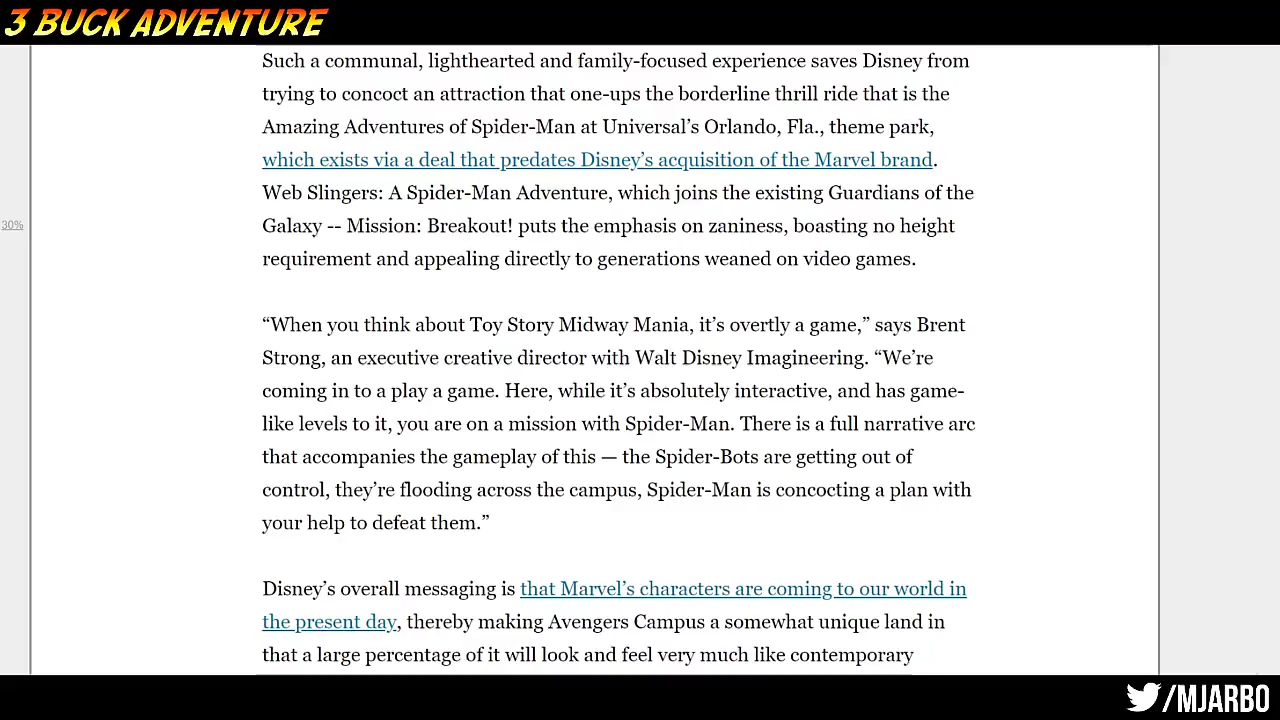 3 BUCK ADVENTURE
Such a communal, lighthearted and family-focused experience saves Disney from
trying to concoct an attraction that one-ups the borderline thrill ride that is the
Amazing Adventures of Spider-Man at Universal’s Orlando, Fla., theme park,
which exists via a deal that predates Disney’s acquisition of the Marvel brand.
Web Slingers: A Spider-Man Adventure, which joins the existing Guardians of the
30%
Galaxy -- Mission: Breakout! puts the emphasis on zaniness, boasting no height
requirement and appealing directly to generations weaned on video games.
“When you think about Toy Story Midway Mania, it’s overtly a game,” says Brent
Strong, an executive creative director with Walt Disney Imagineering. “We’re
coming in to a play a game. Here, while it’s absolutely interactive, and has game-
like levels to it, you are on a mission with Spider-Man. There is a full narrative arc
that accompanies the gameplay of this — the Spider-Bots are getting out of
control, they’re flooding across the campus, Spider-Man is concocting a plan with
your help to defeat them.”
Disney’s overall messaging is that Marvel’s characters are coming to our world in
the present day, thereby making Avengers Campus a somewhat unique land in
that a large percentage of it will look and feel very much like contemporary
/MJARBO